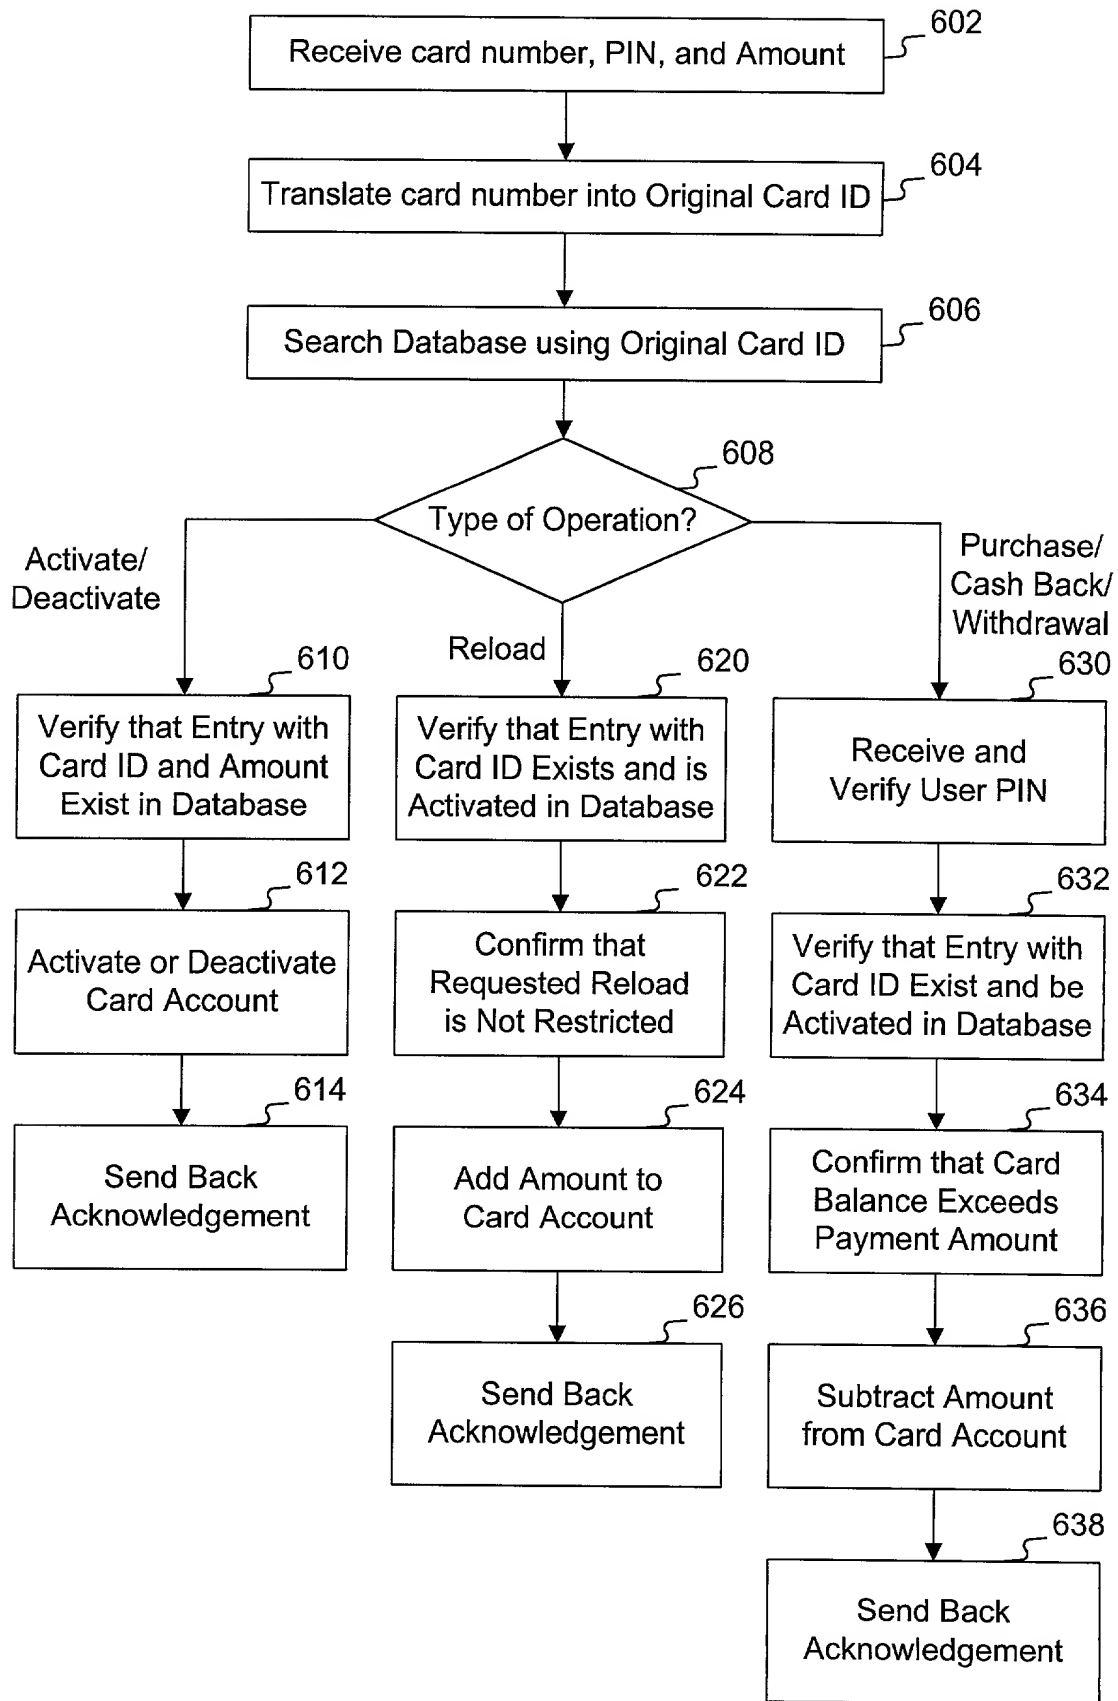 602
Receive card number, PIN, and Amount
604
Translate card number into Original Card ID
606
Search Database using Original Card ID
608
Type of Operation?
Activate/
Deactivate
Reload
Purchase/
Cash Back/
Withdrawal
610
Verify that Entry with
Card ID and Amount
Exist in Database
612
Activate or Deactivate
Card Account
614
Send Back
Acknowledgement
620
Verify that Entry with
Card ID Exists and is
Activated in Database
622
Confirm that
Requested Reload
is Not Restricted
624
Add Amount to
Card Account
626
Send Back
Acknowledgement
630
Receive and
Verify User PIN
632
Verify that Entry with
Card ID Exist and be
Activated in Database
634
Confirm that Card
Balance Exceeds
Payment Amount
636
Subtract Amount
from Card Account
638
Send Back
Acknowledgement